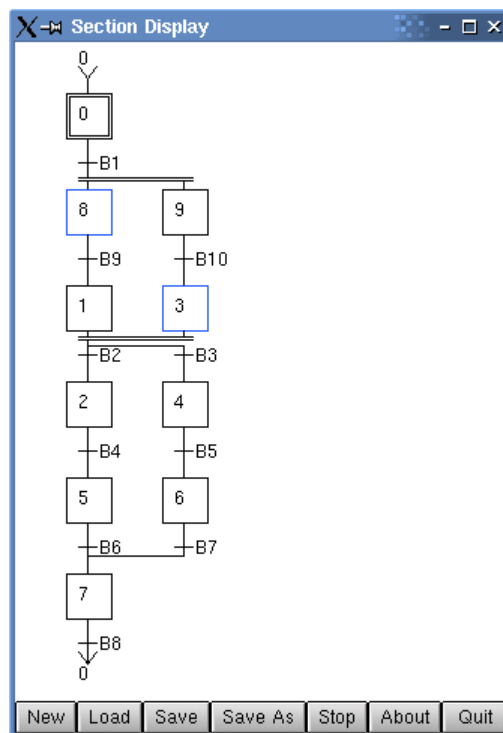 Section Display
0
0
B1
8 9
B9 B10
1 3
B2 B3
2 4
B4 B5
5 6
B6 B7
7
B8
0
New Load Save Save As Stop About Quit